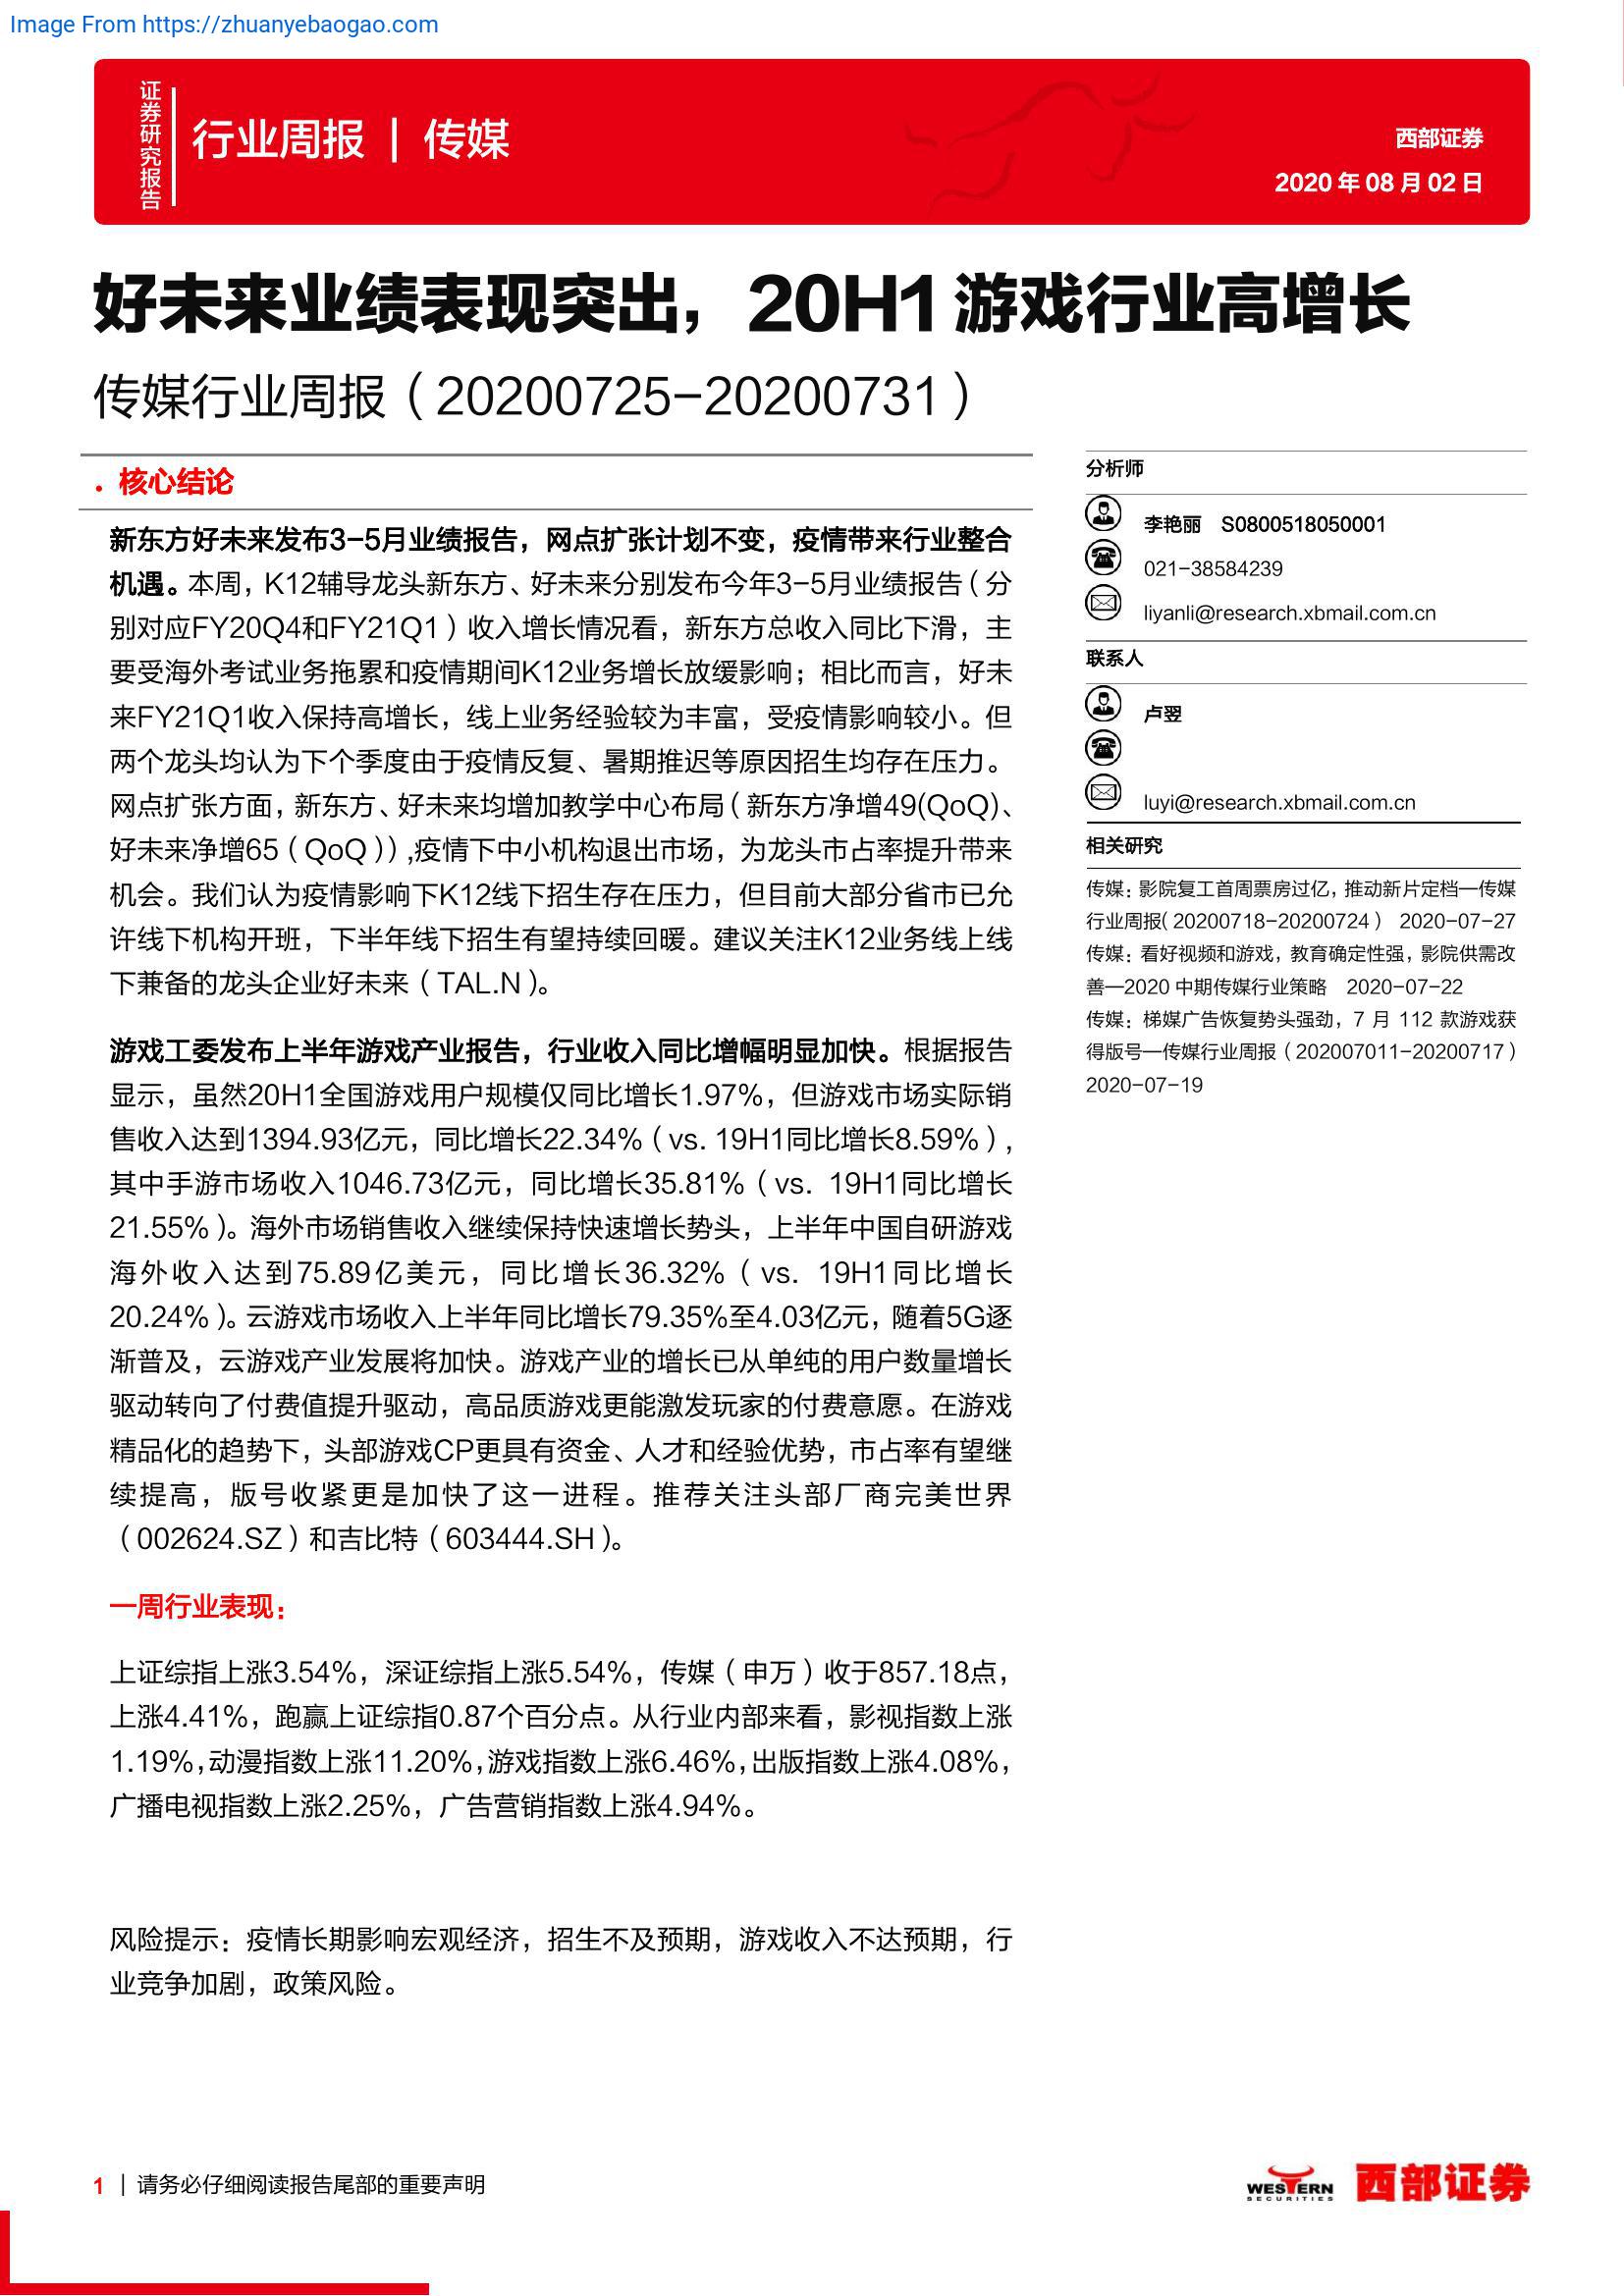 Image From https://zhuanyebaogao.com
证券研究报告
行业周报 | 传媒
西部证券
2020 年 08 月 02 日
好未来业绩表现突出，20H1 游戏行业高增长
传媒行业周报（20200725-20200731）
• 核心结论
新东方好未来发布3-5月业绩报告，网点扩张计划不变，疫情带来行业整合
机遇。本周，K12辅导龙头新东方、好未来分别发布今年3-5月业绩报告（分
别对应FY20Q4和FY21Q1）收入增长情况看，新东方总收入同比下滑，主
要受海外考试业务拖累和疫情期间K12业务增长放缓影响；相比而言，好未
来FY21Q1收入保持高增长，线上业务经验较为丰富，受疫情影响较小。但
两个龙头均认为下个季度由于疫情反复、暑期推迟等原因招生均存在压力。
网点扩张方面，新东方、好未来均增加教学中心布局（新东方净增49(QoQ)、
好未来净增65（QoQ）),疫情下中小机构退出市场，为龙头市占率提升带来
机会。我们认为疫情影响下K12线下招生存在压力，但目前大部分省市已允
许线下机构开班，下半年线下招生有望持续回暖。建议关注K12业务线上线
下兼备的龙头企业好未来（TAL.N）。
游戏工委发布上半年游戏产业报告，行业收入同比增幅明显加快。根据报告
显示，虽然20H1全国游戏用户规模仅同比增长1.97%，但游戏市场实际销
售收入达到1394.93亿元，同比增长22.34%（vs. 19H1同比增长8.59%），
其中手游市场收入1046.73亿元，同比增长35.81%（vs. 19H1同比增长
21.55%）。海外市场销售收入继续保持快速增长势头，上半年中国自研游戏
海外收入达到75.89亿美元，同比增长36.32%（vs. 19H1同比增长
20.24%）。云游戏市场收入上半年同比增长79.35%至4.03亿元，随着5G逐
渐普及，云游戏产业发展将加快。游戏产业的增长已从单纯的用户数量增长
驱动转向了付费值提升驱动，高品质游戏更能激发玩家的付费意愿。在游戏
精品化的趋势下，头部游戏CP更具有资金、人才和经验优势，市占率有望继
续提高，版号收紧更是加快了这一进程。推荐关注头部厂商完美世界
（002624.SZ）和吉比特（603444.SH）。
一周行业表现：
上证综指上涨3.54%，深证综指上涨5.54%，传媒（申万）收于857.18点，
上涨4.41%，跑赢上证综指0.87个百分点。从行业内部来看，影视指数上涨
1.19%，动漫指数上涨11.20%，游戏指数上涨6.46%，出版指数上涨4.08%，
广播电视指数上涨2.25%，广告营销指数上涨4.94%。
风险提示：疫情长期影响宏观经济，招生不及预期，游戏收入不达预期，行
业竞争加剧，政策风险。
分析师
李艳丽 S0800518050001
021-38584239
liyanli@research.xbmail.com.cn
联系人
卢翌
luyi@research.xbmail.com.cn
相关研究
传媒：影院复工首周票房过亿，推动新片定档—传媒
行业周报（20200718-20200724） 2020-07-27
传媒：看好视频和游戏，教育确定性强，影院供需改
善—2020 中期传媒行业策略 2020-07-22
传媒：梯媒广告恢复势头强劲，7 月 112 款游戏获
得版号—传媒行业周报（202007011-20200717）
2020-07-19
1 | 请务必仔细阅读报告尾部的重要声明
WESTERN
SECURITIES
西部证券